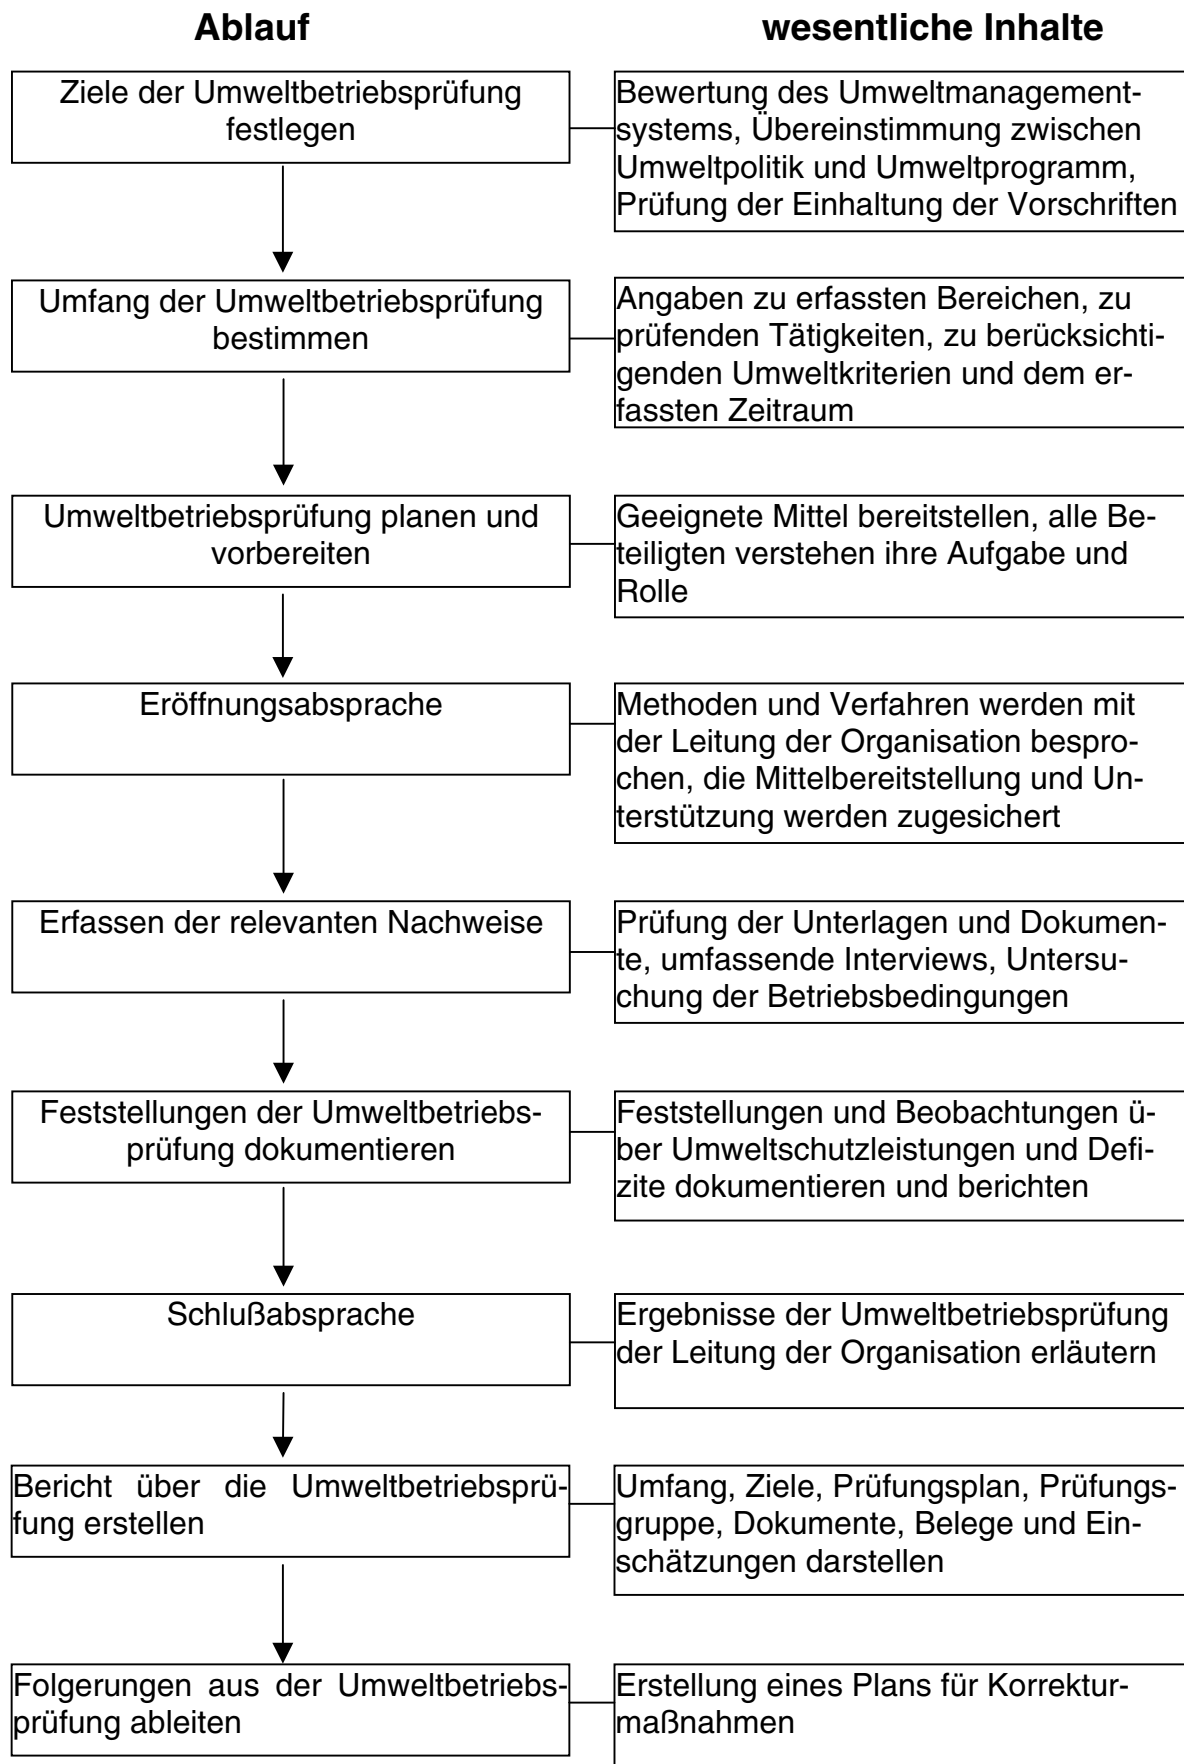 Ablauf
wesentliche Inhalte
Ziele der Umweltbetriebsprüfung
festlegen
Bewertung des Umweltmanagement-
systems, Übereinstimmung zwischen
Umweltpolitik und Umweltprogramm,
Prüfung der Einhaltung der Vorschriften
Umfang der Umweltbetriebsprüfung
bestimmen
Angaben zu erfassten Bereichen, zu
prüfenden Tätigkeiten, zu berücksichti-
genden Umweltkriterien und dem er-
fassten Zeitraum
Umweltbetriebsprüfung planen und
vorbereiten
Geeignete Mittel bereitstellen, alle Be-
teiligten verstehen ihre Aufgabe und
Rolle
Eröffnungsabsprache
Methoden und Verfahren werden mit
der Leitung der Organisation bespro-
chen, die Mittelbereitstellung und Un-
terstützung werden zugesichert
Erfassen der relevanten Nachweise
Prüfung der Unterlagen und Dokumen-
te, umfassende Interviews, Untersu-
chung der Betriebsbedingungen
Feststellungen der Umweltbetriebs-
prüfung dokumentieren
Feststellungen und Beobachtungen ü-
ber Umweltschutzleistungen und Defi-
zite dokumentieren und berichten
Schlußabsprache
Ergebnisse der Umweltbetriebsprüfung
der Leitung der Organisation erläutern
Bericht über die Umweltbetriebsprü-
fung erstellen
Umfang, Ziele, Prüfungsplan, Prüfungs-
gruppe, Dokumente, Belege und Ein-
schätzungen darstellen
Folgerungen aus der Umweltbetriebs-
prüfung ableiten
Erstellung eines Plans für Korrektur-
maßnahmen